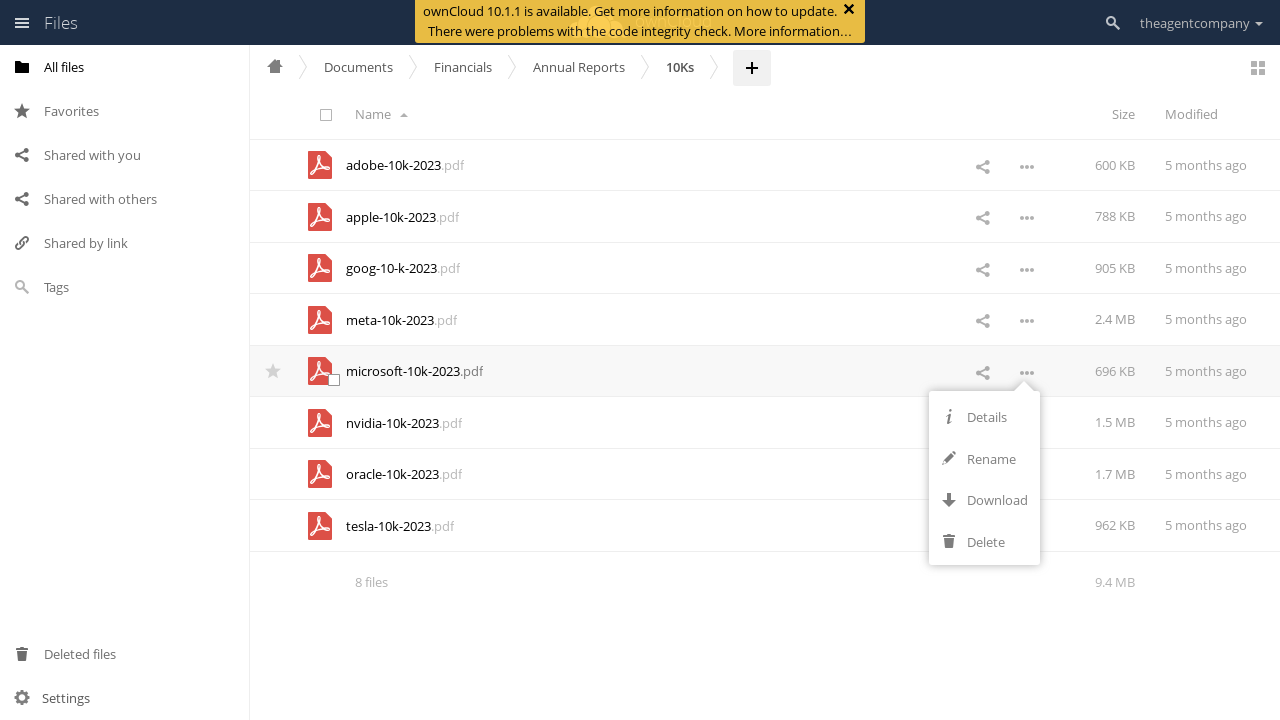 Files
ownCloud 10.1.1 is available. Get more information on how to update.
There were problems with the code integrity check. More information…
theagentcompany
All files
Favorites
Shared with you
Shared with others
Shared by link
Tags
Deleted files
Settings
Documents
Financials
Annual Reports
10Ks
Name
Size
Modified
adobe-10k-2023.pdf
600 KB
5 months ago
apple-10k-2023.pdf
788 KB
5 months ago
goog-10-k-2023.pdf
905 KB
5 months ago
meta-10k-2023.pdf
2.4 MB
5 months ago
microsoft-10k-2023.pdf
696 KB
5 months ago
nvidia-10k-2023.pdf
1.5 MB
5 months ago
oracle-10k-2023.pdf
1.7 MB
5 months ago
tesla-10k-2023.pdf
962 KB
5 months ago
Details
Rename
Download
Delete
8 files
9.4 MB